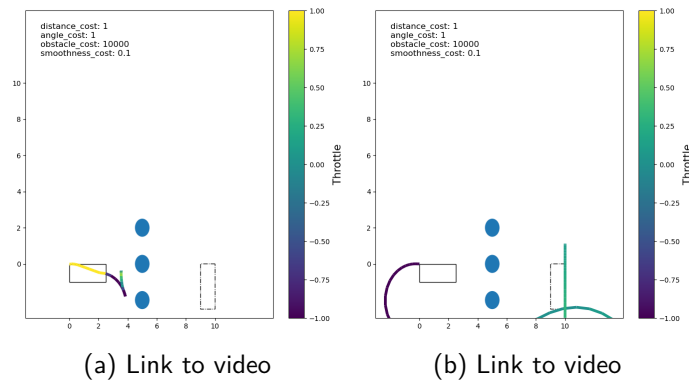 distance_cost: 1
angle_cost: 1
obstacle_cost: 10000
smoothness_cost: 0.1
10
8
6
4
2
0
0 2 4 6 8 10
1.00
0.75
0.50
0.25
0.00
−0.25
−0.50
−0.75
−1.00
Throttle
(a) Link to video
distance_cost: 1
angle_cost: 1
obstacle_cost: 10000
smoothness_cost: 0.1
10
8
6
4
2
0
0 2 4 6 8 10
1.00
0.75
0.50
0.25
0.00
−0.25
−0.50
−0.75
−1.00
Throttle
(b) Link to video